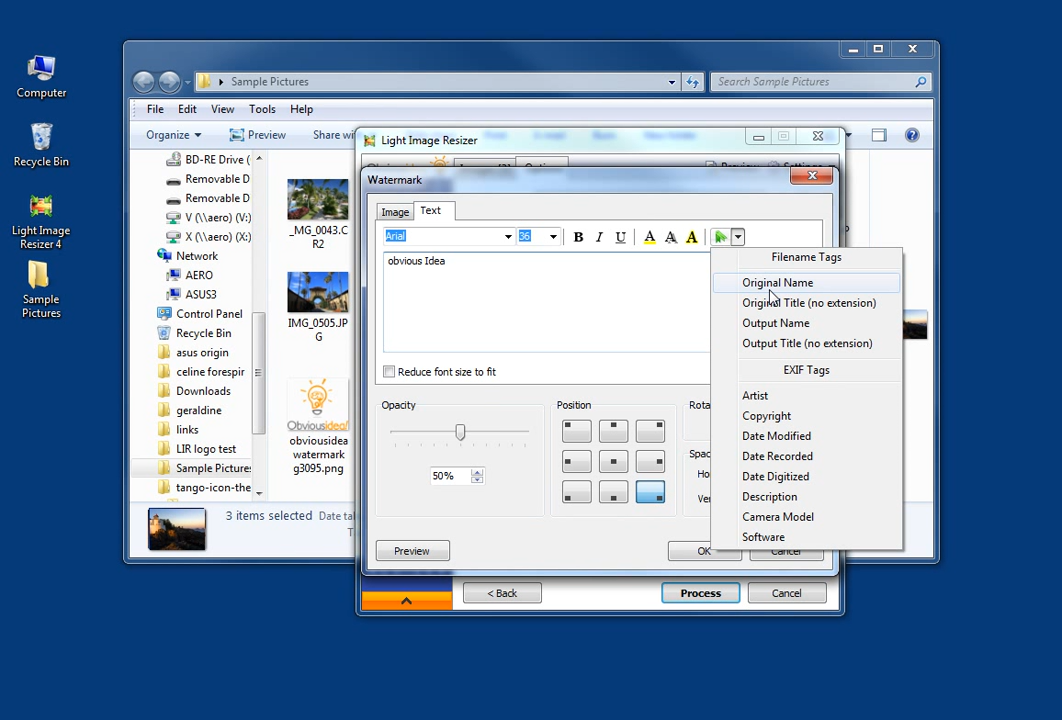 Computer
Recycle Bin
Light Image
Resizer 4
Sample
Pictures
Sample Pictures
Search Sample Pictures
File Edit View Tools Help
Organize Preview Share wi
BD-RE Drive (
Removable D
Removable D
V (\\aero) (V:)
X (\\aero) (X:)
Network
AERO
ASUS3
Control Panel
Recycle Bin
asus origin
celine forespir
Downloads
geraldine
links
LIR logo test
Sample Pictures
tango-icon-the
_MG_0043.C
R2
IMG_0505.JP
G
Obviousidea!
obviousidea
watermark
g3095.png
3 items selected Date tak
Light Image Resizer
Watermark
Image Text
Arial 36 B I U A A A
obvious Idea
Reduce font size to fit
Opacity
50%
Position
Rota
Spac
Ho
Ver
Preview OK Cancel
< Back Process Cancel
Filename Tags
Original Name
Original Title (no extension)
Output Name
Output Title (no extension)
EXIF Tags
Artist
Copyright
Date Modified
Date Recorded
Date Digitized
Description
Camera Model
Software